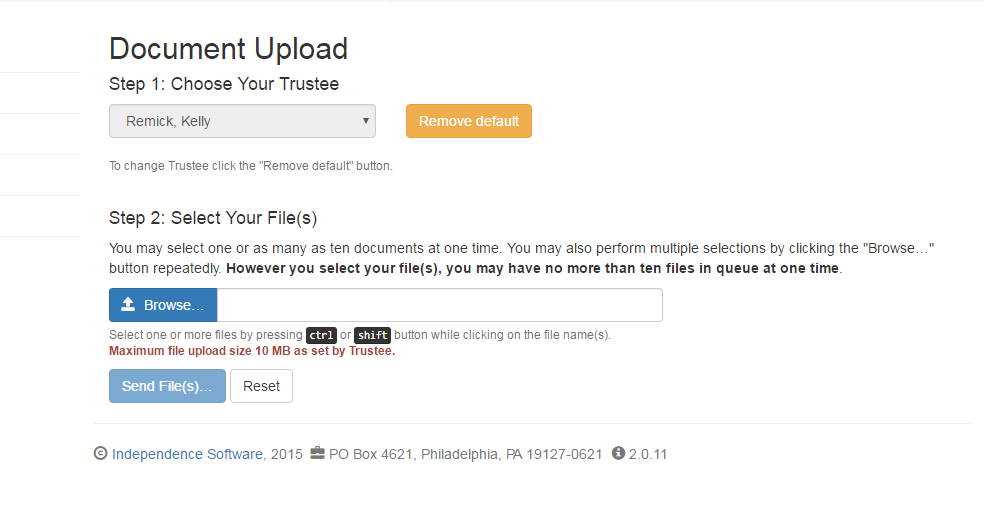 Document Upload
Step 1: Choose Your Trustee
Remick, Kelly
Remove default
To change Trustee click the "Remove default" button.
Step 2: Select Your File(s)
You may select one or as many as ten documents at one time. You may also perform multiple selections by clicking the "Browse…"
button repeatedly. However you select your file(s), you may have no more than ten files in queue at one time.
Browse…
Select one or more files by pressing ctrl or shift button while clicking on the file name(s).
Maximum file upload size 10 MB as set by Trustee.
Send File(s)… Reset
© Independence Software, 2015 PO Box 4621, Philadelphia, PA 19127-0621 2.0.11